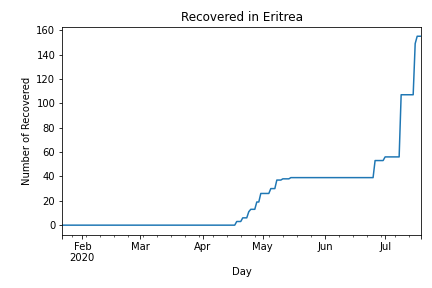 Recovered in Eritrea
Number of Recovered
160
140
120
100
80
60
40
20
0
Feb
2020
Mar
Apr
May
Jun
Jul
Day